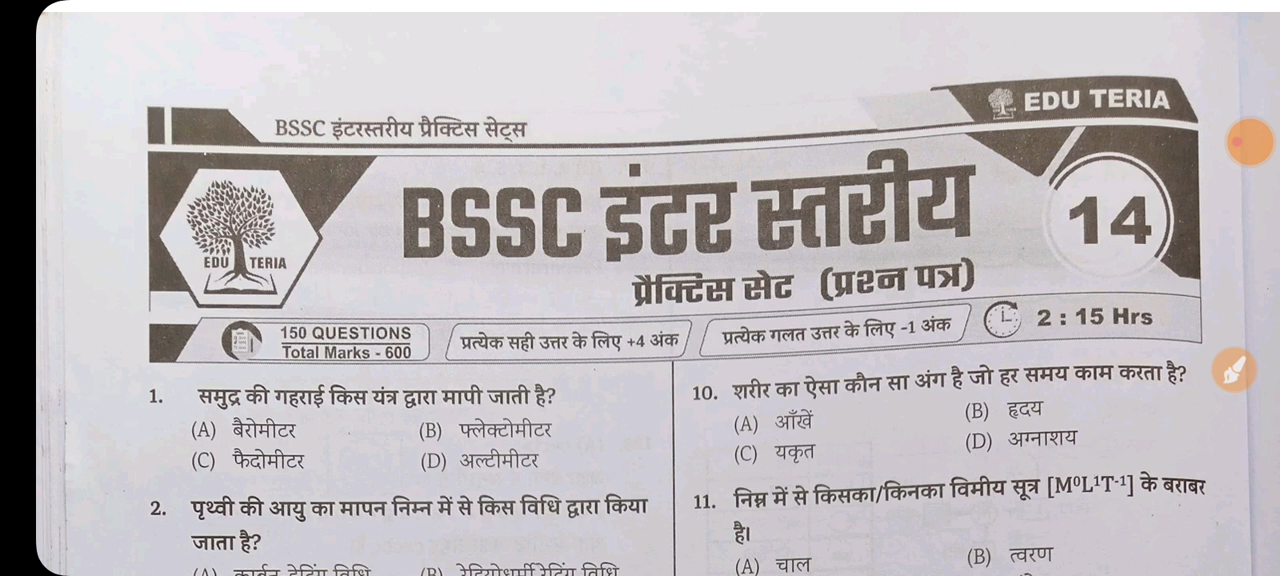 BSSC इंटरस्तरीय प्रैक्टिस सेट्स
EDU TERIA
EDU TERIA
BSSC इंटर स्तरीय
14
प्रैक्टिस सेट (प्रश्न पत्र)
150 QUESTIONS
Total Marks - 600
प्रत्येक सही उत्तर के लिए +4 अंक
प्रत्येक गलत उत्तर के लिए -1 अंक
2 : 15 Hrs
1. समुद्र की गहराई किस यंत्र द्वारा मापी जाती है?
(A) बैरोमीटर (B) फ्लेक्टोमीटर
(C) फैदोमीटर (D) अल्टीमीटर
2. पृथ्वी की आयु का मापन निम्न में से किस विधि द्वारा किया
जाता है?
(A) कार्बन डेटिंग विधि (B) रेडियोधर्मी डेटिंग विधि
10. शरीर का ऐसा कौन सा अंग है जो हर समय काम करता है?
(A) आँखें (B) हृदय
(C) यकृत (D) अग्नाशय
11. निम्न में से किसका/किनका विमीय सूत्र [M⁰L¹T⁻¹] के बराबर
है।
(A) चाल (B) त्वरण